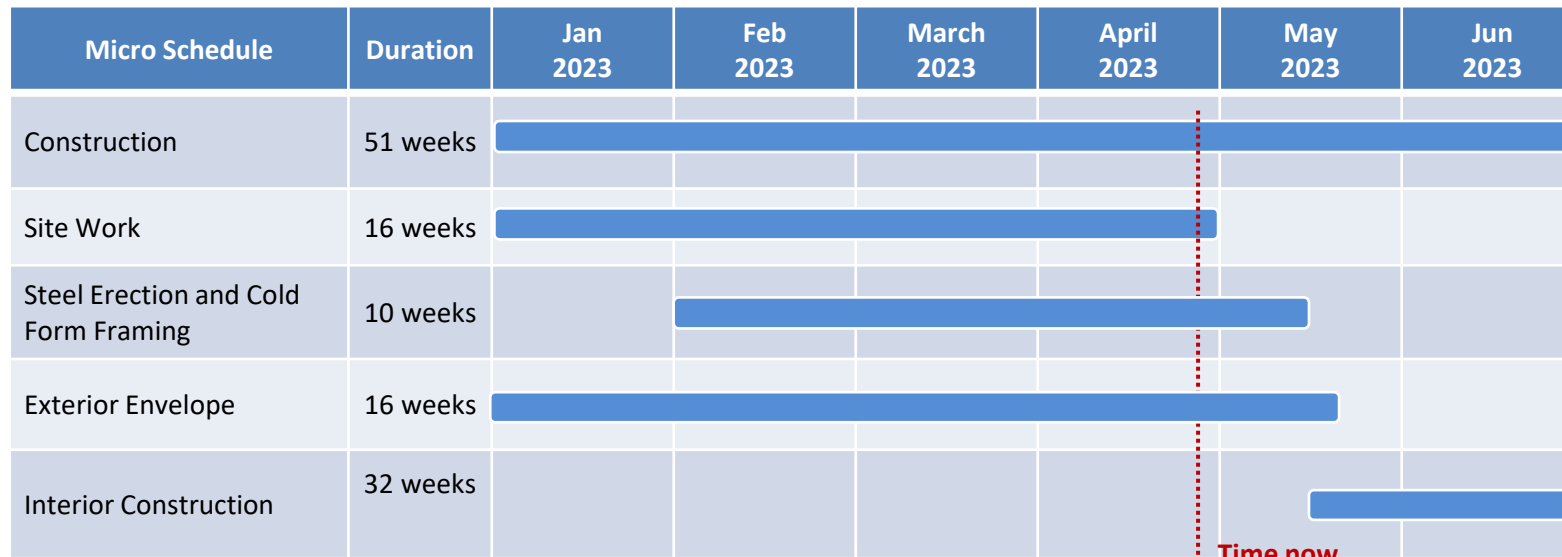 Micro Schedule
Duration
Jan
2023
Feb
2023
March
2023
April
2023
May
2023
Jun
2023
Construction
51 weeks
Site Work
16 weeks
Steel Erection and Cold
Form Framing
10 weeks
Exterior Envelope
16 weeks
Interior Construction
32 weeks
Time now